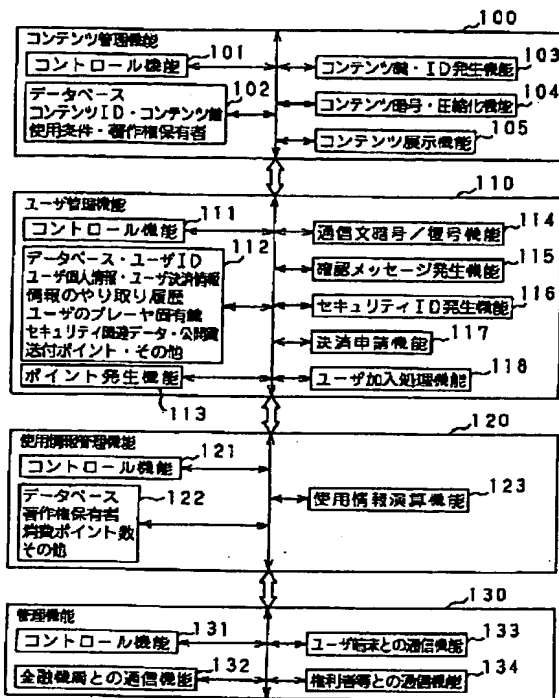 100
コンテンツ管理機能
コントロール機能
101
データベース
コンテンツID・コンテンツ鍵
使用条件・著作権保有者
102
コンテンツ鍵・ID発生機能
103
コンテンツ暗号・圧縮化機能
104
コンテンツ展示機能
105
110
ユーザ管理機能
コントロール機能
111
データベース・ユーザID
ユーザ個人情報・ユーザ決済情報
情報のやり取り履歴
ユーザのプレーヤ固有鍵
セキュリティ関連データ・公開鍵
送付ポイント・その他
112
ポイント発生機能
113
通信文暗号/復号機能
114
確認メッセージ発生機能
115
セキュリティID発生機能
116
決済申請機能
117
ユーザ加入処理機能
118
120
使用情報管理機能
コントロール機能
121
データベース
著作権保有者
消費ポイント数
その他
122
使用情報演算機能
123
130
管理機能
コントロール機能
131
金融機関との通信機能
132
ユーザ端末との通信機能
133
権利者等との通信機能
134